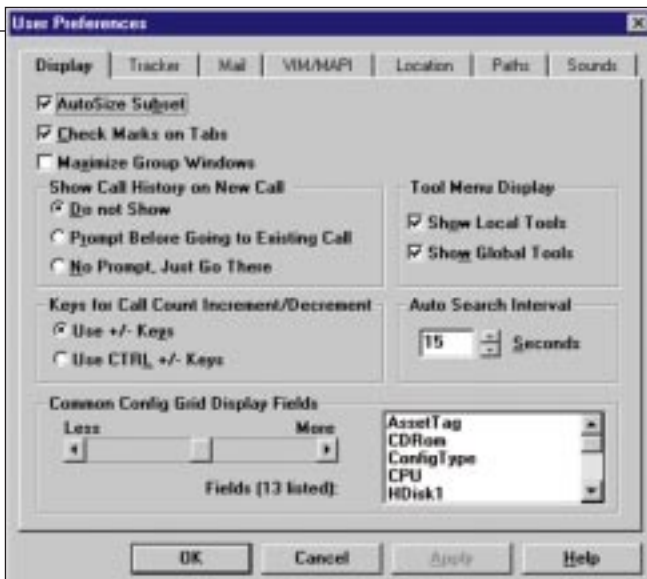 User Preferences
Display Tracker Mail VIM/MAPI Location Paths Sounds
AutoSize Subset
Check Marks on Tabs
Maximize Group Windows
Show Call History on New Call
Do not Show
Prompt Before Going to Existing Call
No Prompt, Just Go There
Tool Menu Display
Show Local Tools
Show Global Tools
Keys for Call Count Increment/Decrement
Use +/- Keys
Use CTRL +/- Keys
Auto Search Interval
15 Seconds
Common Config Grid Display Fields
Less More
Fields (13 listed):
AssetTag
CDRom
ConfigType
CPU
HDisk1
OK Cancel Apply Help